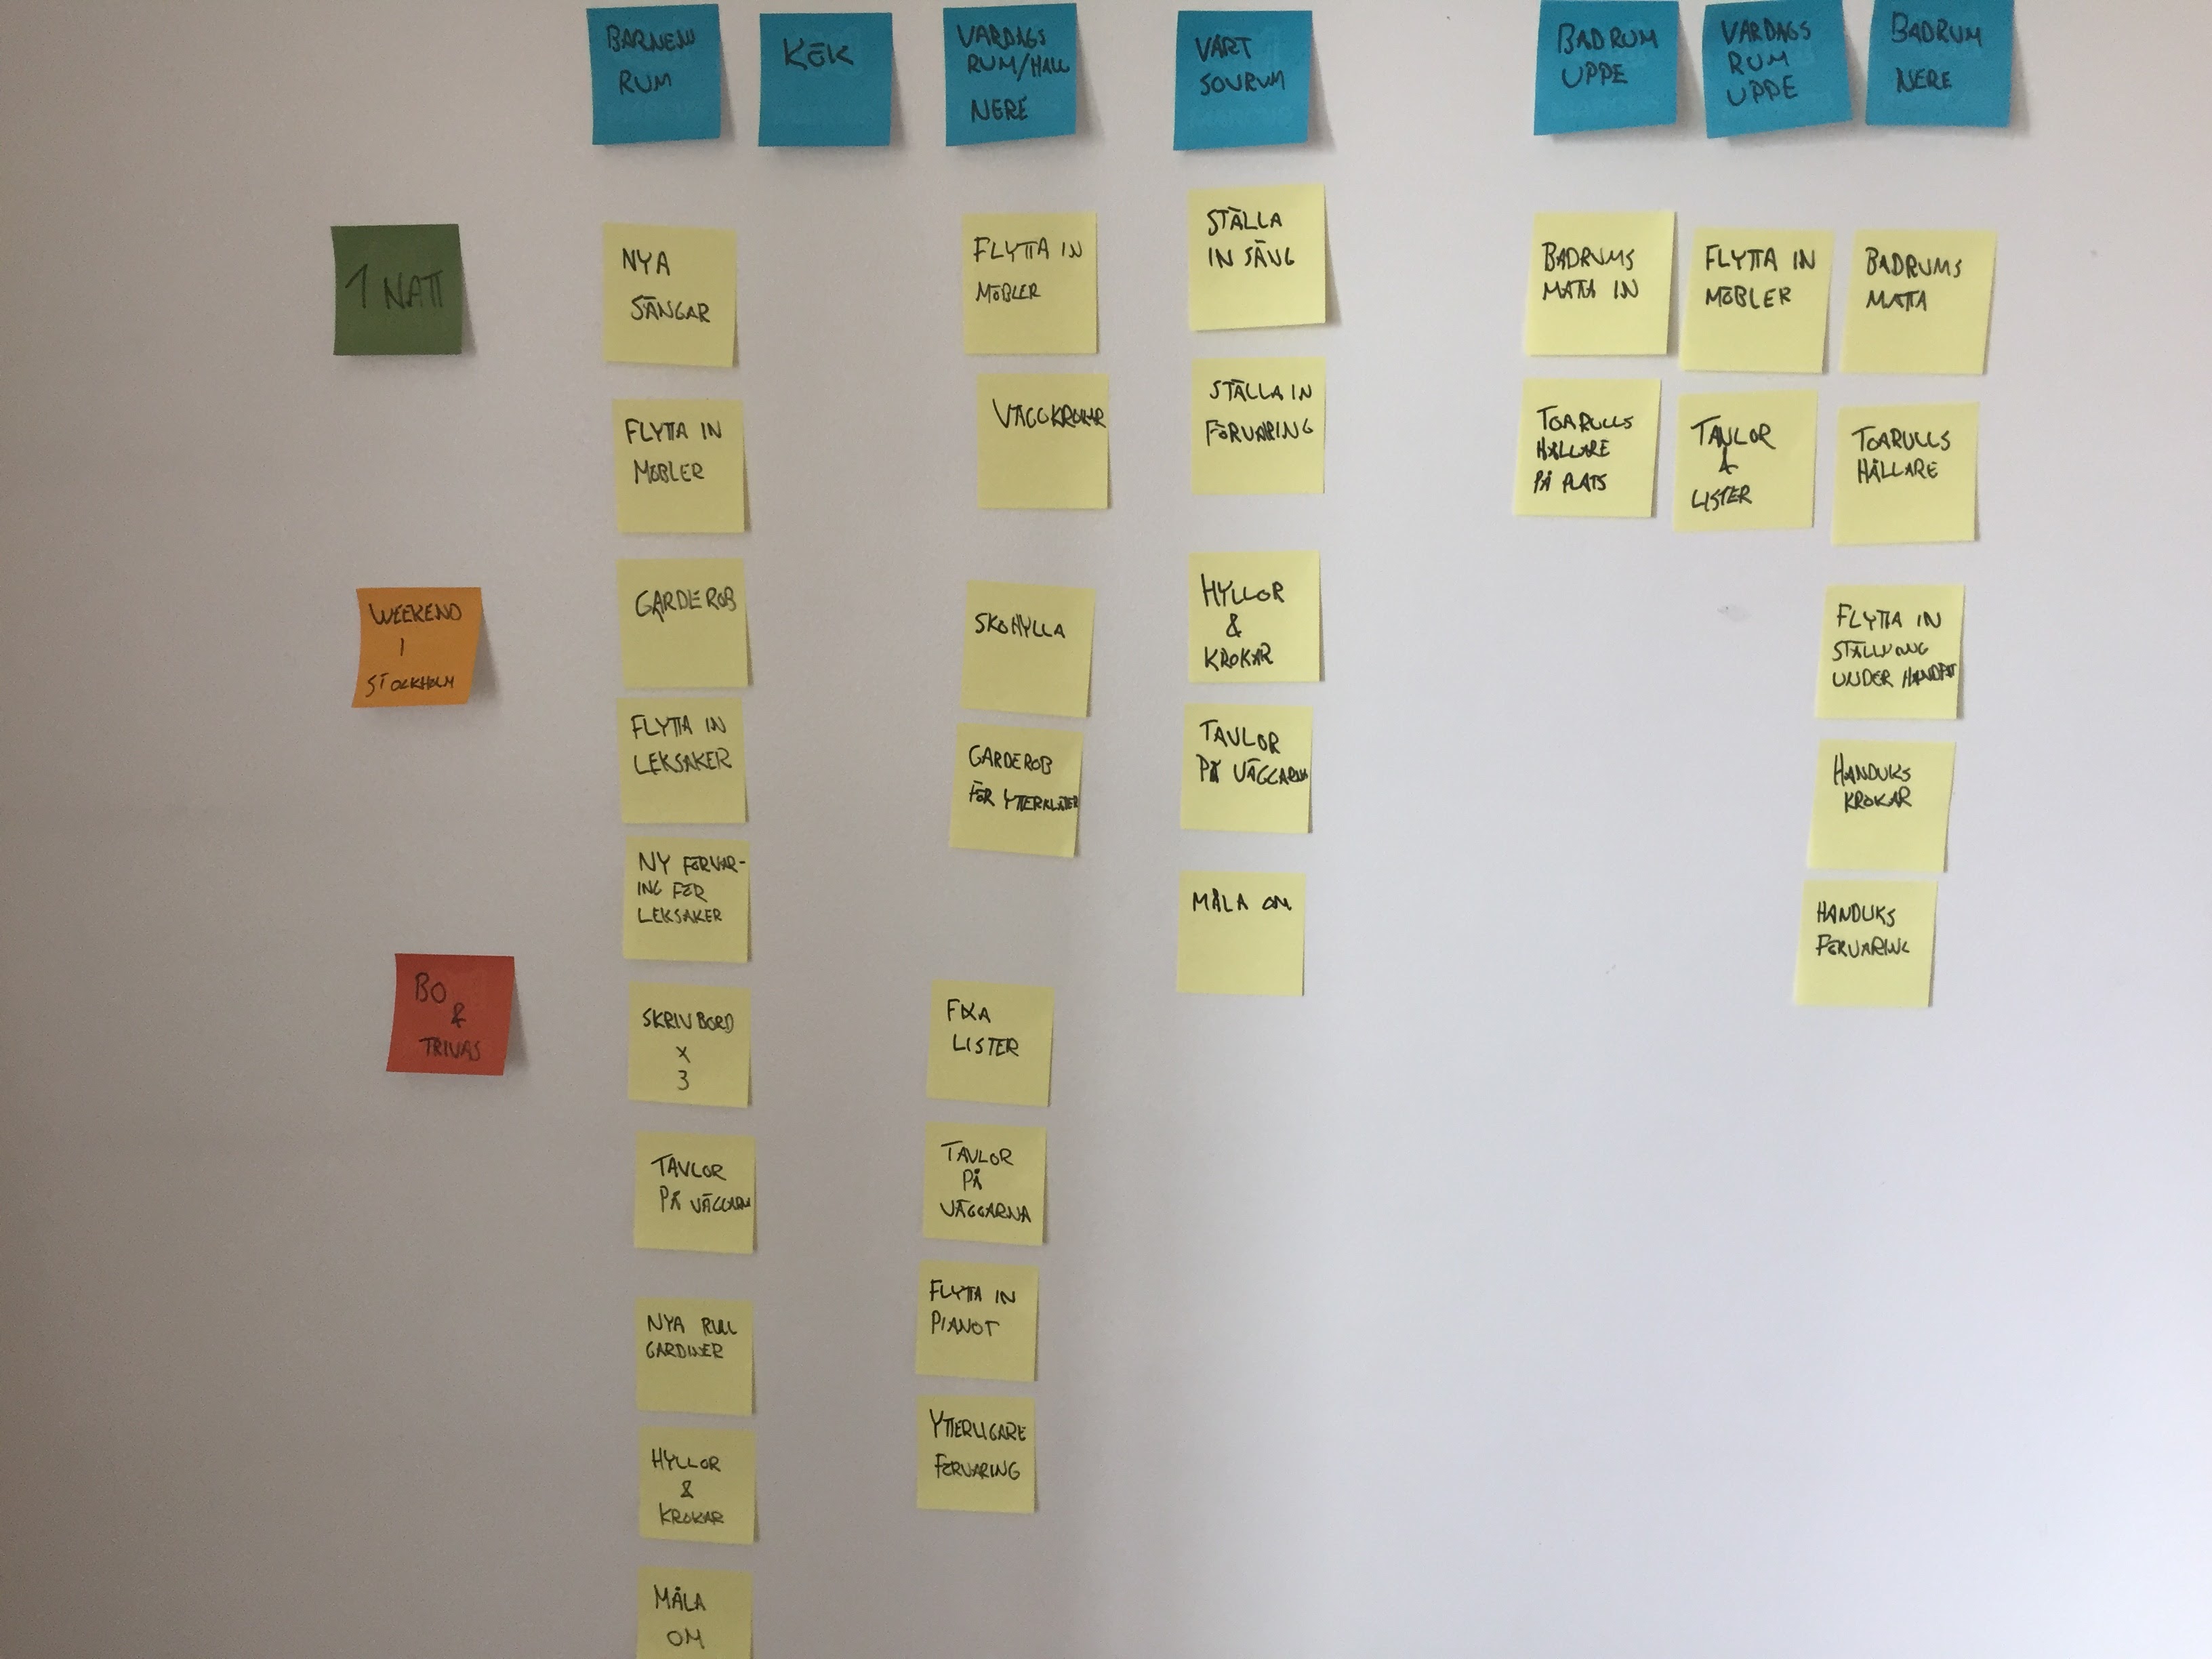 BARNENS
RUM
KÖK
VARDAGS
RUM/HALL
NERE
VÅRT
SOVRUM
BADRUM
UPPE
VARDAGS
RUM
UPPE
BADRUM
NERE
1 NATT
NYA
SÄNGAR
FLYTTA IN
MÖBLER
STÄLLA
IN SÄNG
BADRUMS
MATTA IN
FLYTTA IN
MÖBLER
BADRUMS
MATTA
FLYTTA IN
MÖBLER
VÄGGKROKAR
STÄLLA IN
FÖRVARING
TOARULLS
HÅLLARE
PÅ PLATS
TAVLOR
&
LISTER
TOARULLS
HÅLLARE
WEEKEND
I
STOCKHOLM
GARDEROB
SKOHYLLA
HYLLOR
&
KROKAR
FLYTTA IN
STÄLLNING
UNDER HANDFAT
FLYTTA IN
LEKSAKER
GARDEROB
FÖR YTTERKLÄDER
TAVLOR
PÅ VÄGGARNA
HANDUKS
KROKAR
NY FÖRVAR-
ING FÖR
LEKSAKER
MÅLA OM
HANDUKS
FÖRVARING
BO
&
TRIVAS
SKRIVBORD
X
3
FIXA
LISTER
TAVLOR
PÅ VÄGGARNA
TAVLOR
PÅ
VÄGGARNA
NYA RULL
GARDINER
FLYTTA IN
PIANOT
HYLLOR
&
KROKAR
YTTERLIGARE
FÖRVARING
MÅLA
OM